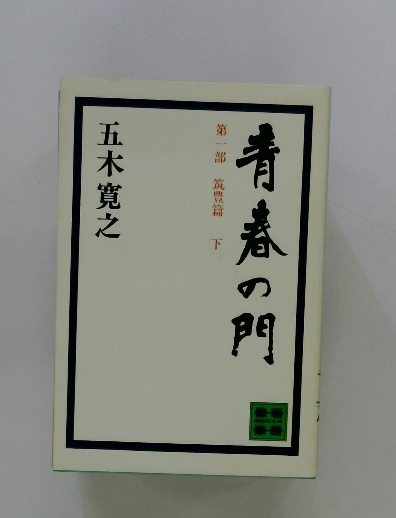 青春の門
第一部 筑豊篇 下
五木寛之